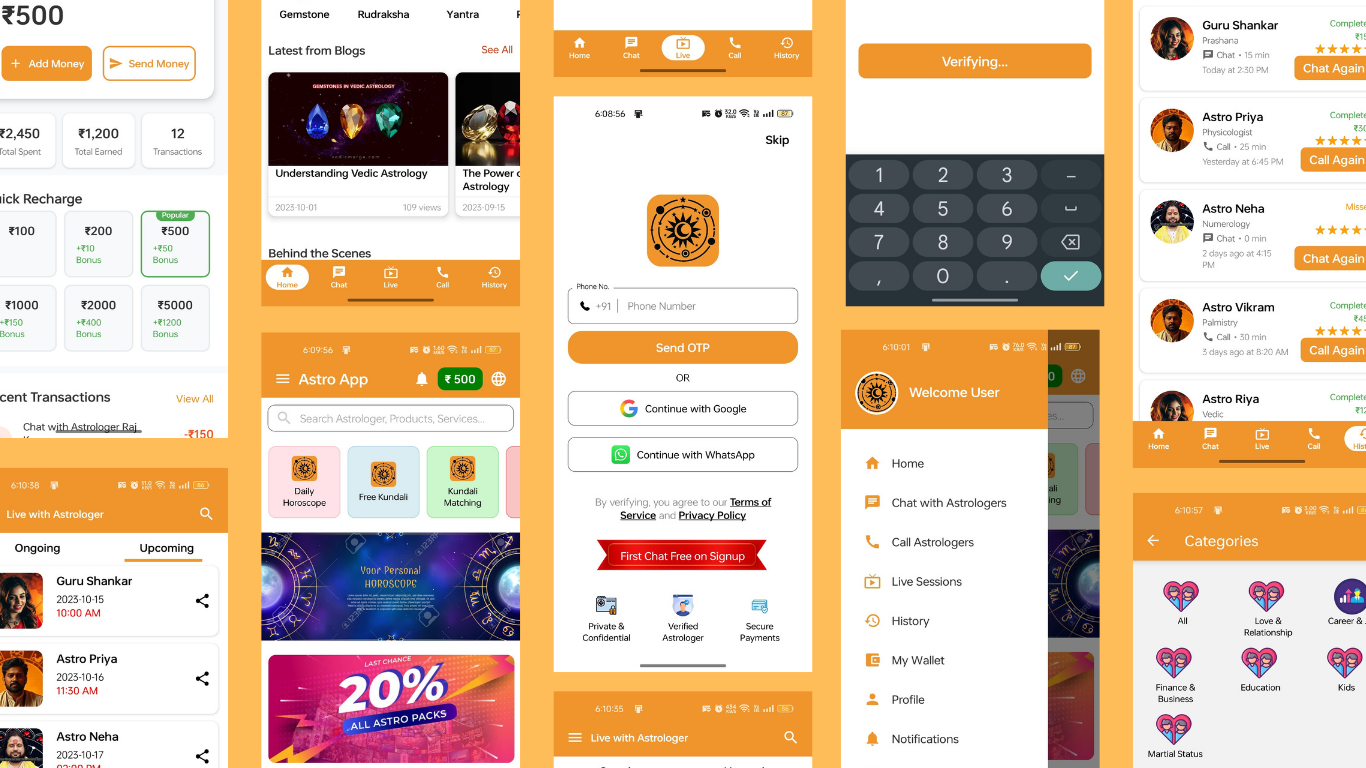 ₹500
+ Add Money
Send Money
₹2,450
Total Spent
₹1,200
Total Earned
12
Transactions
uick Recharge
₹100
₹200
+₹10
Bonus
Popular
₹500
+₹50
Bonus
₹1000
+₹150
Bonus
₹2000
+₹400
Bonus
₹5000
+₹1200
Bonus
cent Transactions
View All
Chat with Astrologer Raj
-₹150
6:10:38
Live with Astrologer
Ongoing
Upcoming
Guru Shankar
2023-10-15
10:00 AM
Astro Priya
2023-10-16
11:30 AM
Astro Neha
2023-10-17
Gemstone
Rudraksha
Yantra
Latest from Blogs
See All
GEMSTONES IN VEDIC ASTROLOGY
Understanding Vedic Astrology
2023-10-01
109 views
The Power o
Astrology
2023-09-15
Behind the Scenes
Home
Chat
Live
Call
History
6:09:56
Astro App
₹ 500
Search Astrologer, Products, Services...
Daily
Horoscope
Free Kundali
Kundali
Matching
Your Personal
HOROSCOPE
LAST CHANCE
20%
ALL ASTRO PACKS
Home
Chat
Live
Call
History
6:08:56
Skip
Phone No.
+91
Phone Number
Send OTP
OR
Continue with Google
Continue with WhatsApp
By verifying, you agree to our Terms of
Service and Privacy Policy
First Chat Free on Signup
Private &
Confidential
Verified
Astrologer
Secure
Payments
6:10:35
Live with Astrologer
Verifying...
1
2
3
–
4
5
6
7
8
9
,
0
.
6:10:01
0
Welcome User
Home
Chat with Astrologers
Call Astrologers
Live Sessions
History
My Wallet
Profile
Notifications
es...
ali
ing
Guru Shankar
Prashana
Chat • 15 min
Today at 2:30 PM
Complete
₹15
Chat Again
Astro Priya
Physicologist
Call • 25 min
Yesterday at 6:45 PM
Complete
₹30
Call Again
Astro Neha
Numerology
Chat • 0 min
2 days ago at 4:15
PM
Misse
Chat Again
Astro Vikram
Palmistry
Call • 30 min
3 days ago at 8:20 AM
Complete
₹45
Call Again
Astro Riya
Vedic
Complete
₹12
Home
Chat
Live
Call
Hist
6:10:57
Categories
All
Love &
Relationship
Career & .
Finance &
Business
Education
Kids
Martial Status